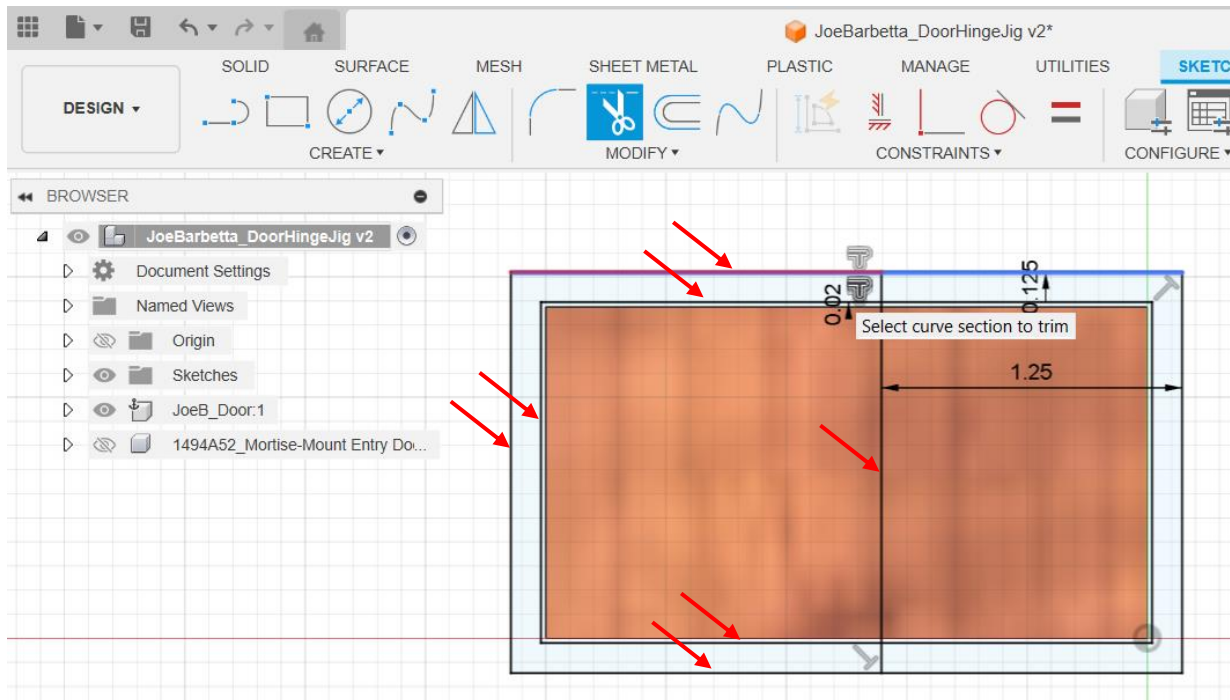 JoeBarbetta_DoorHingeJig v2*
SOLID SURFACE MESH SHEET METAL PLASTIC MANAGE UTILITIES SKETC
DESIGN ▾
CREATE ▾ MODIFY ▾ CONSTRAINTS ▾ CONFIGURE ▾
BROWSER
JoeBarbetta_DoorHingeJig v2
Document Settings
Named Views
Origin
Sketches
JoeB_Door:1
1494A52_Mortise-Mount Entry Do...
0.125
0.02
Select curve section to trim
1.25